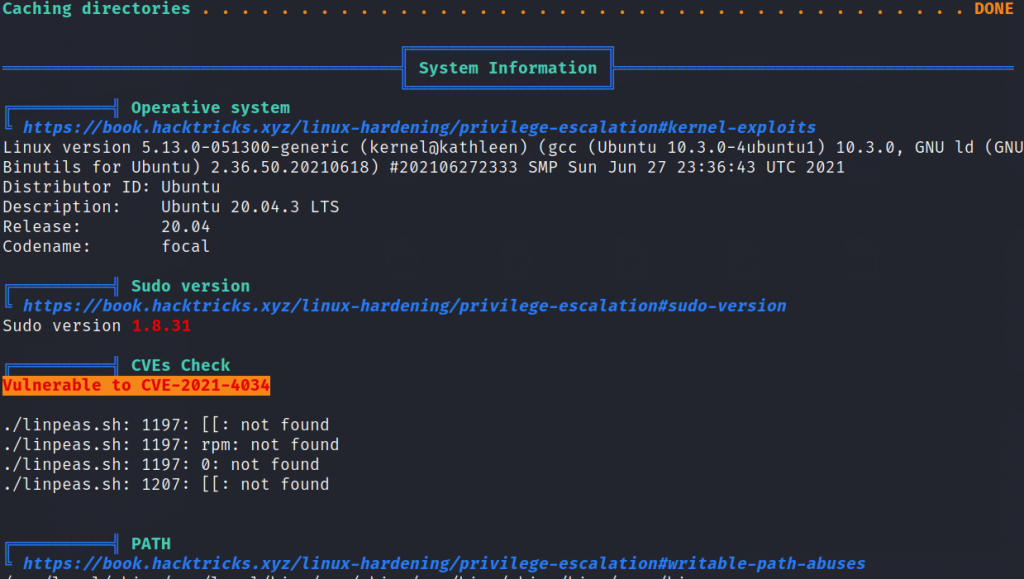 Caching directories . . . . . . . . . . . . . . . . . . . . . . . . . . . . . . . . . . . . . . . DONE
System Information
Operative system
https://book.hacktricks.xyz/linux-hardening/privilege-escalation#kernel-exploits
Linux version 5.13.0-051300-generic (kernel@kathleen) (gcc (Ubuntu 10.3.0-4ubuntu1) 10.3.0, GNU ld (GNU
Binutils for Ubuntu) 2.36.50.20210618) #202106272333 SMP Sun Jun 27 23:36:43 UTC 2021
Distributor ID: Ubuntu
Description: Ubuntu 20.04.3 LTS
Release: 20.04
Codename: focal
Sudo version
https://book.hacktricks.xyz/linux-hardening/privilege-escalation#sudo-version
Sudo version 1.8.31
CVEs Check
Vulnerable to CVE-2021-4034
./linpeas.sh: 1197: [[: not found
./linpeas.sh: 1197: rpm: not found
./linpeas.sh: 1197: 0: not found
./linpeas.sh: 1207: [[: not found
PATH
https://book.hacktricks.xyz/linux-hardening/privilege-escalation#writable-path-abuses